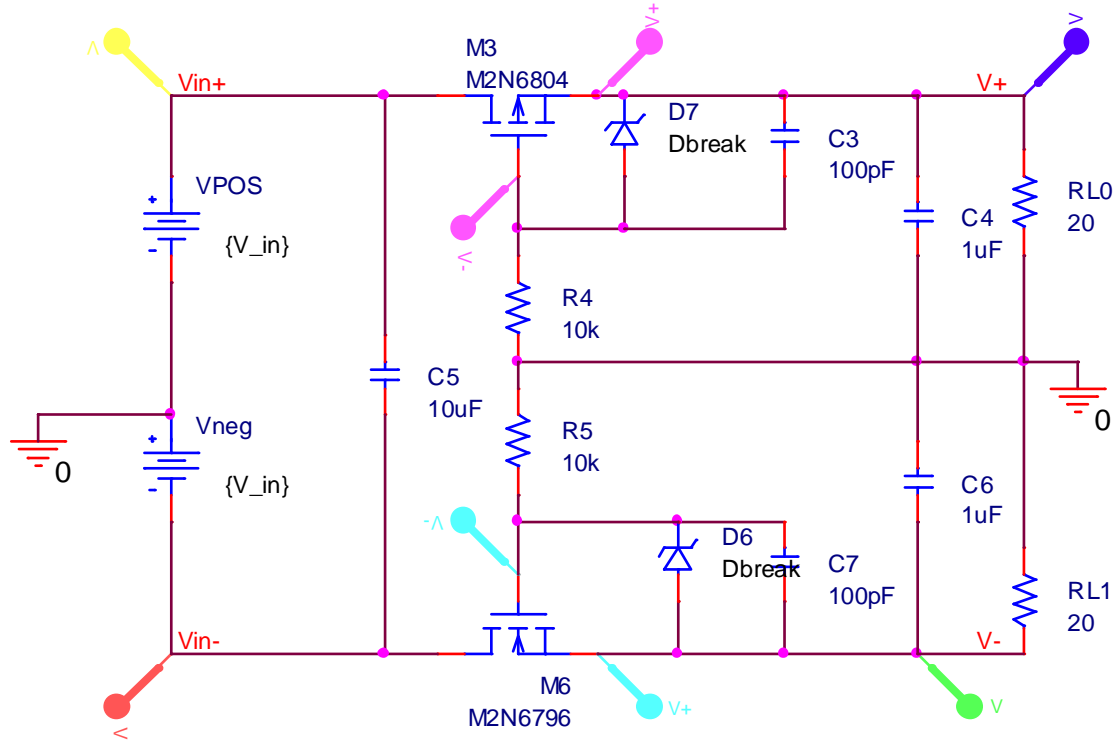 V
V+
V
M3
M2N6804
Vin+
V+
D7
Dbreak
C3
100pF
VPOS
+
-
{V_in}
RL0
20
C4
1uF
V-
R4
10k
C5
10uF
0
0
Vneg
+
-
{V_in}
R5
10k
C6
1uF
V-
D6
Dbreak
C7
100pF
RL1
20
Vin-
V-
M6
M2N6796
V
V+
V